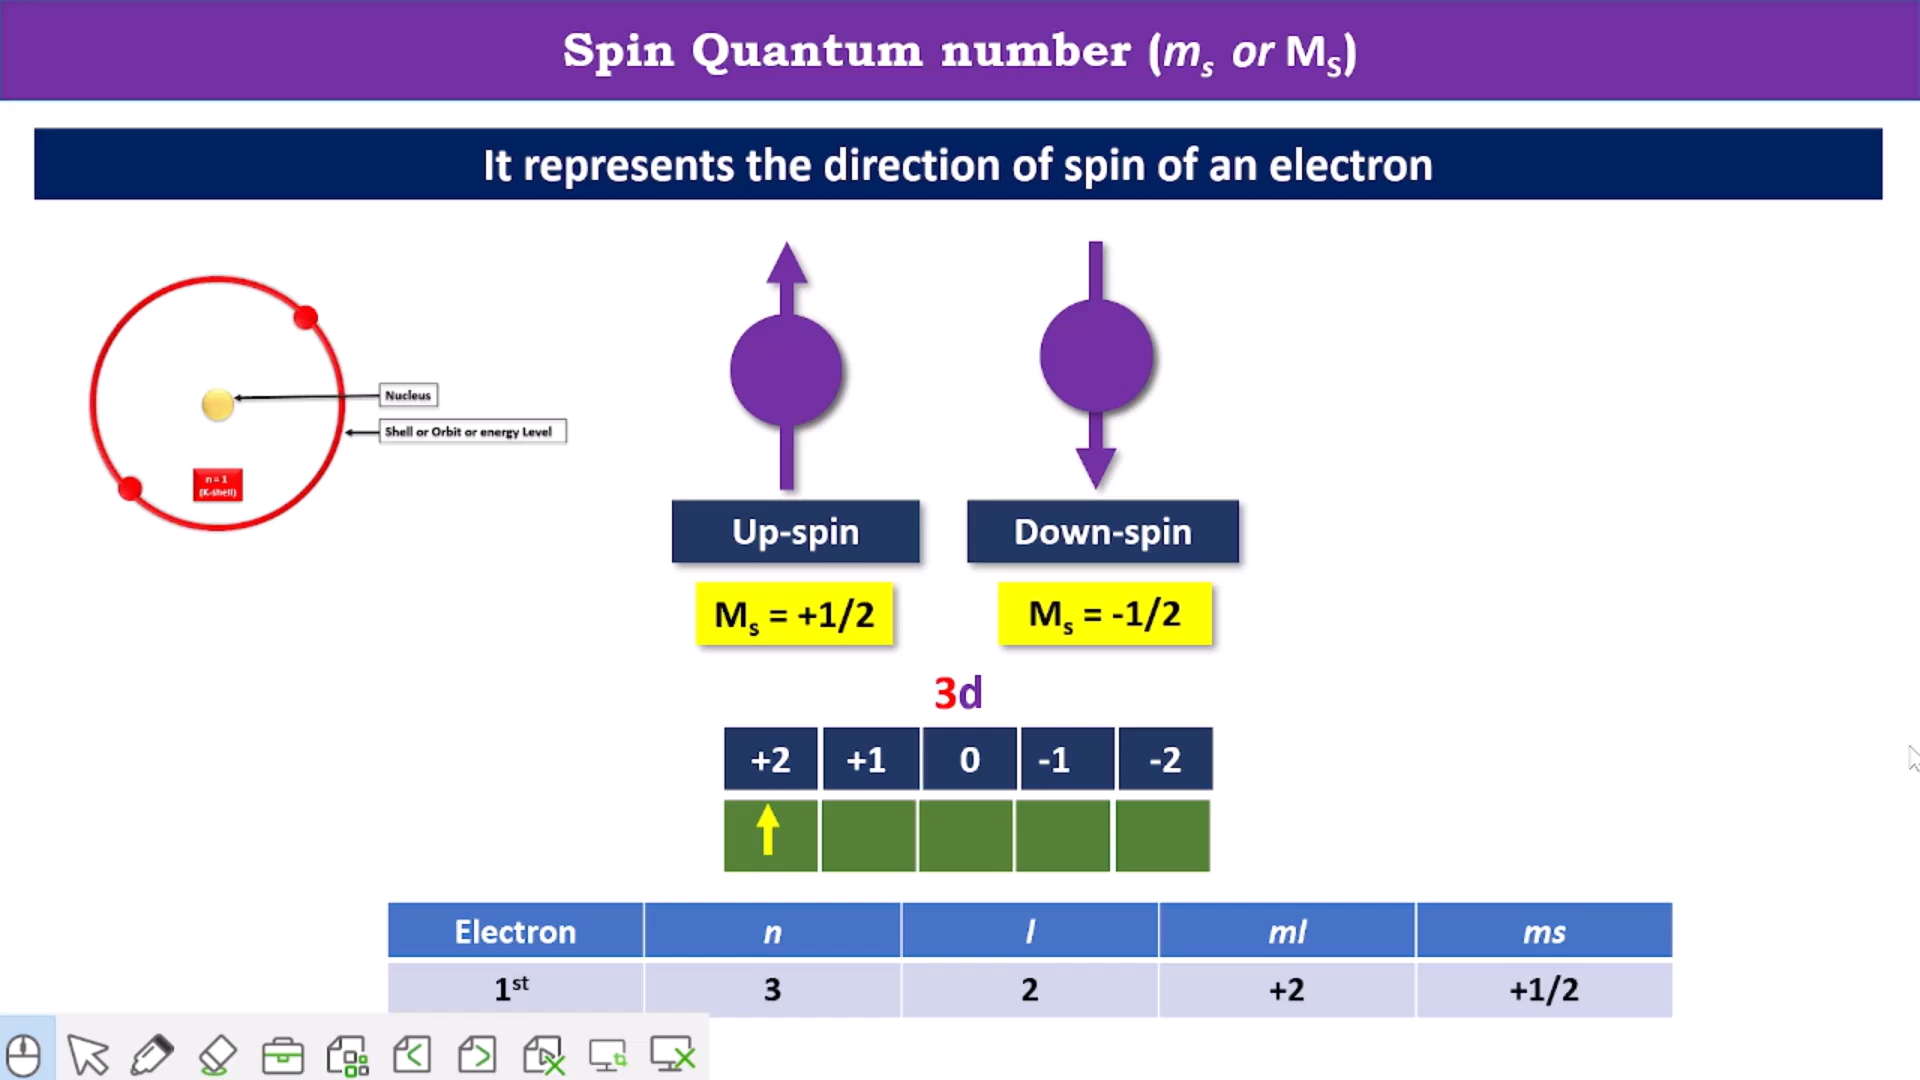 Spin Quantum number (ms or MS)
It represents the direction of spin of an electron
Nucleus
Shell or Orbit or energy Level
n = 1
(K-shell)
Up-spin Down-spin
Ms = +1/2 Ms = -1/2
3d
+2 +1 0 -1 -2
Electron n l ml ms
1st 3 2 +2 +1/2